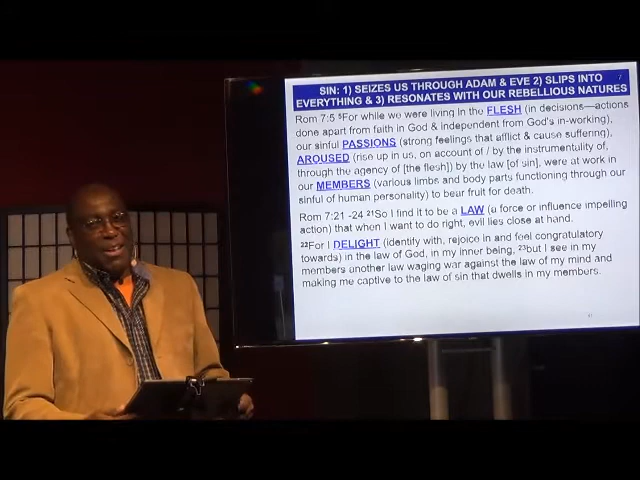 SIN: 1) SEIZES US THROUGH ADAM & EVE 2) SLIPS INTO
EVERYTHING & 3) RESONATES WITH OUR REBELLIOUS NATURES
7
Rom 7:5 ⁵For while we were living in the FLESH (in decisions—actions
done apart from faith in God & independent from God's in-working),
our sinful PASSIONS (strong feelings that afflict & cause suffering),
AROUSED (rise up in us, on account of / by the instrumentality of,
through the agency of [the flesh]) by the law [of sin], were at work in
our MEMBERS (various limbs and body parts functioning through our
sinful of human personality) to bear fruit for death.
Rom 7:21 -24 ²¹So I find it to be a LAW (a force or influence impelling
action) that when I want to do right, evil lies close at hand.
²²For I DELIGHT (identify with, rejoice in and feel congratulatory
towards) in the law of God, in my inner being, ²³but I see in my
members another law waging war against the law of my mind and
making me captive to the law of sin that dwells in my members.